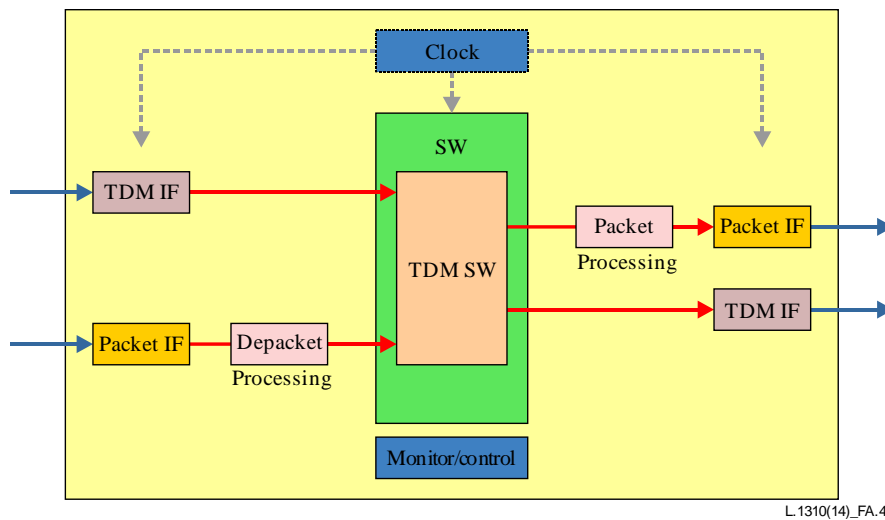 Clock
SW
TDM IF
TDM SW
Packet
Processing
Packet IF
TDM IF
Packet IF
Depacket
Processing
Monitor/control
L.1310(14)_FA.4